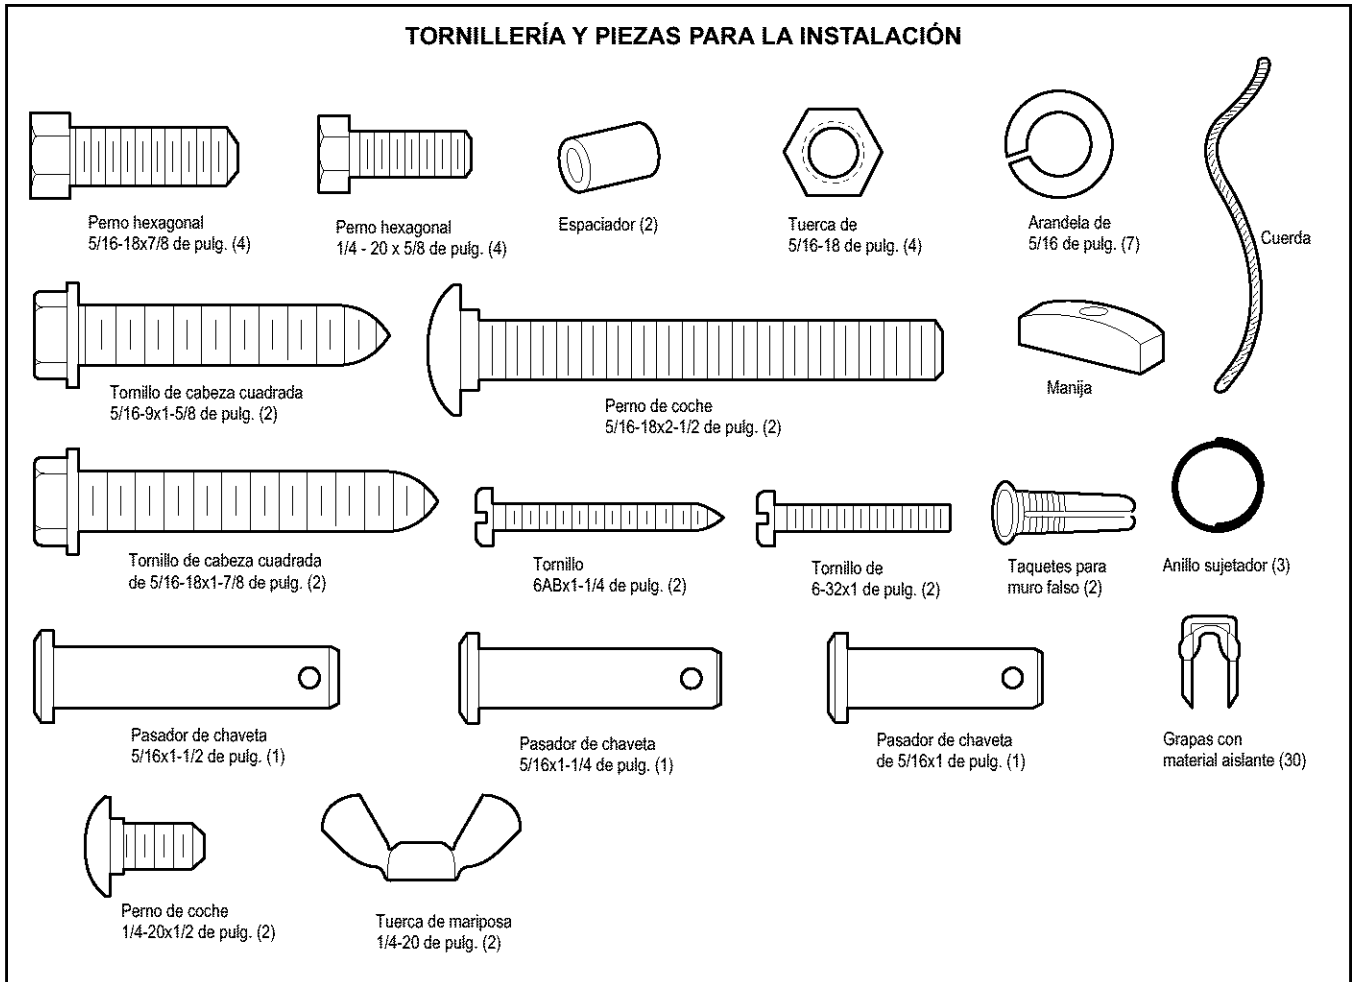 TORNILLERÍA Y PIEZAS PARA LA INSTALACIÓN
Perno hexagonal
5/16-18x7/8 de pulg. (4)
Perno hexagonal
1/4 - 20 x 5/8 de pulg. (4)
Espaciador (2)
Tuerca de
5/16-18 de pulg. (4)
Arandela de
5/16 de pulg. (7)
Cuerda
Tornillo de cabeza cuadrada
5/16-9x1-5/8 de pulg. (2)
Perno de coche
5/16-18x2-1/2 de pulg. (2)
Manija
Tornillo de cabeza cuadrada
de 5/16-18x1-7/8 de pulg. (2)
Tornillo
6ABx1-1/4 de pulg. (2)
Tornillo de
6-32x1 de pulg. (2)
Taquetes para
muro falso (2)
Anillo sujetador (3)
Pasador de chaveta
5/16x1-1/2 de pulg. (1)
Pasador de chaveta
5/16x1-1/4 de pulg. (1)
Pasador de chaveta
de 5/16x1 de pulg. (1)
Grapas con
material aislante (30)
Perno de coche
1/4-20x1/2 de pulg. (2)
Tuerca de mariposa
1/4-20 de pulg. (2)